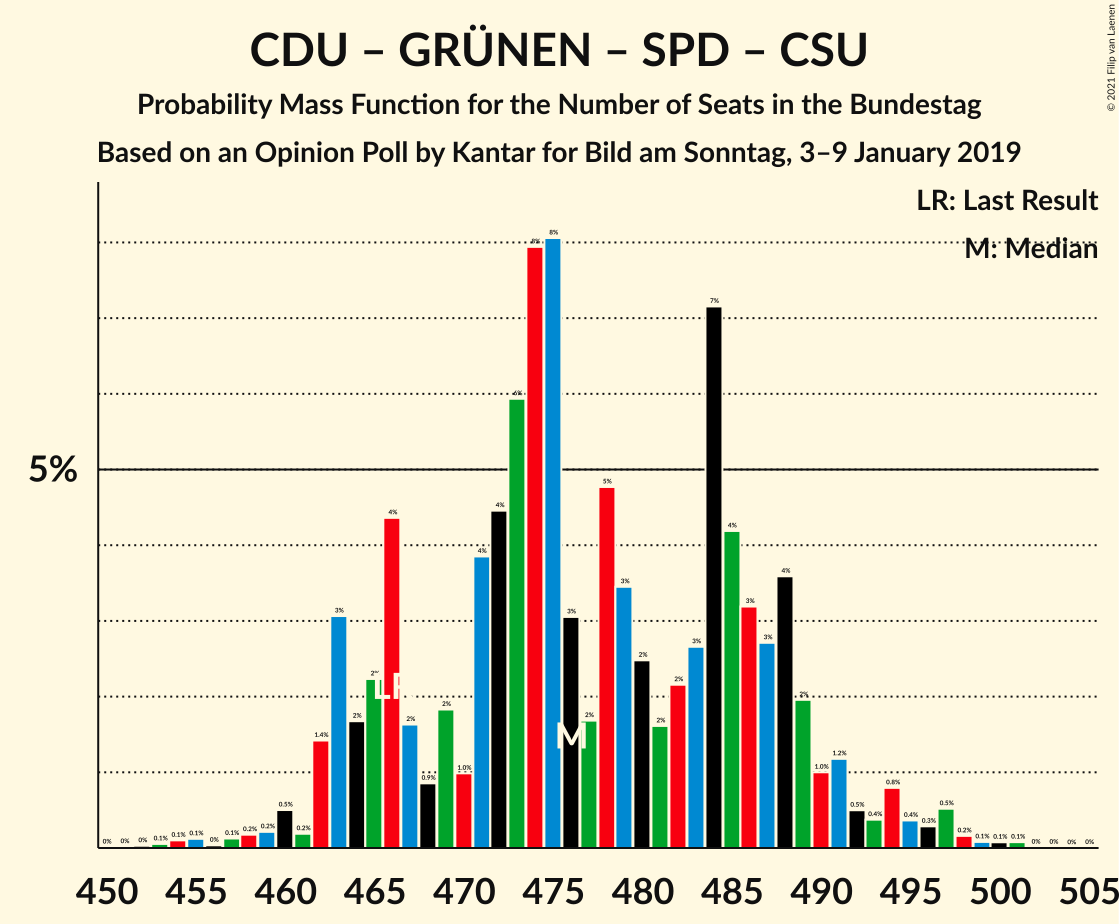 CDU – GRÜNEN – SPD – CSU
Probability Mass Function for the Number of Seats in the Bundestag
Based on an Opinion Poll by Kantar for Bild am Sonntag, 3–9 January 2019
© 2021 Filip van Laenen
LR: Last Result
M: Median
5%
0% 0% 0% 0.1% 0.1% 0.1% 0% 0.1% 0.2% 0.2% 0.5% 0.2% 1.4% 3% 2% 2% 4% 2% 0.9% 2% 1.0% 4% 4% 6% 8% 8% 3% 2% 5% 3% 2% 2% 2% 3% 7% 4% 3% 3% 4% 2% 1.0% 1.2% 0.5% 0.4% 0.8% 0.4% 0.3% 0.5% 0.2% 0.1% 0.1% 0.1% 0% 0% 0% 0%
LR
M
450 455 460 465 470 475 480 485 490 495 500 505